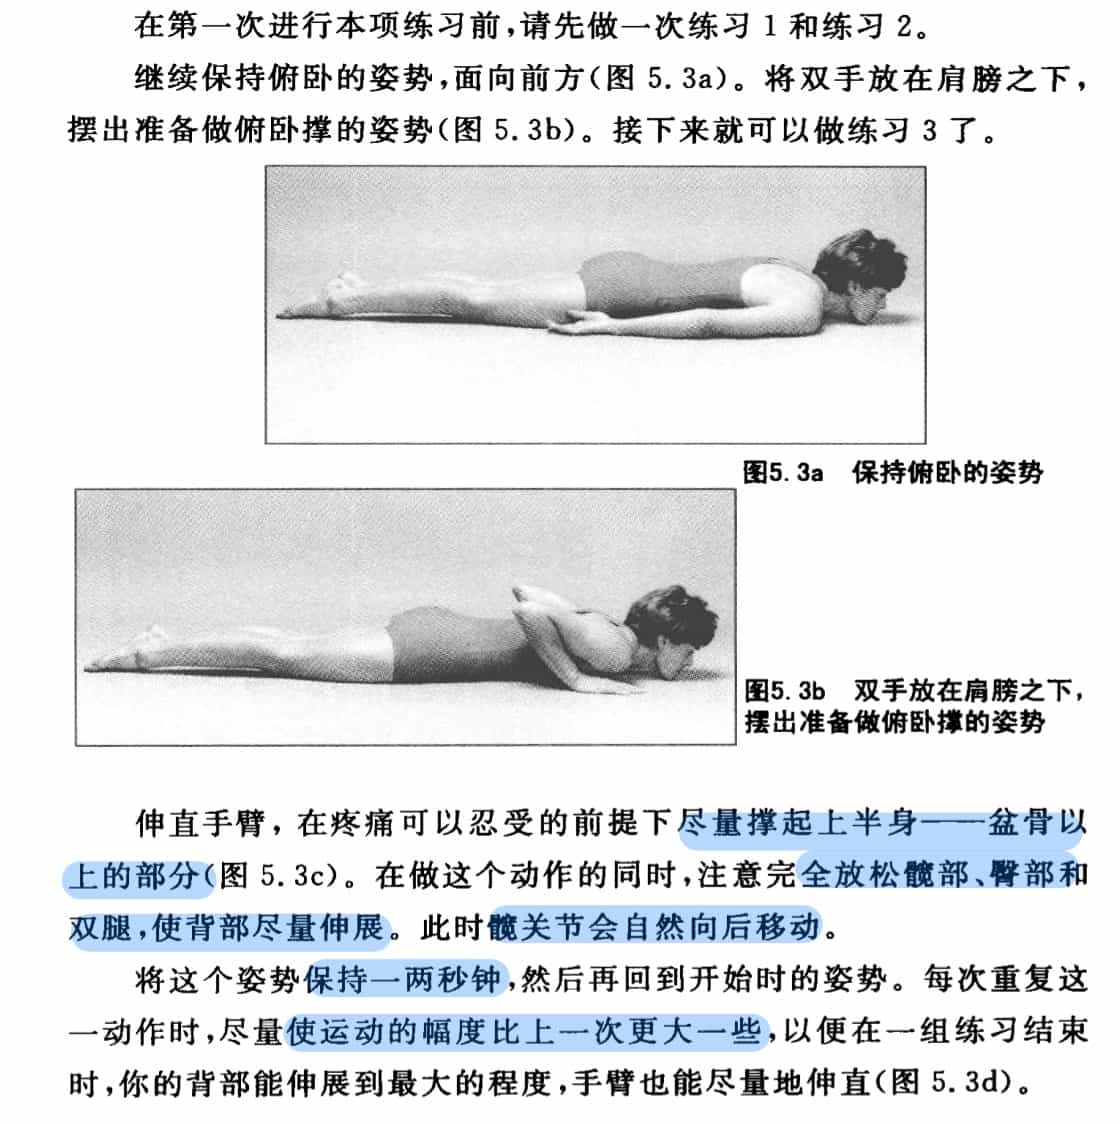 在第一次进行本项练习前,请先做一次练习 1 和练习 2。
继续保持俯卧的姿势,面向前方(图 5.3a)。将双手放在肩膀之下,
摆出准备做俯卧撑的姿势(图 5.3b)。接下来就可以做练习 3 了。
图5.3a 保持俯卧的姿势
图5.3b 双手放在肩膀之下,
摆出准备做俯卧撑的姿势
伸直手臂,在疼痛可以忍受的前提下尽量撑起上半身——盆骨以
上的部分(图 5.3c)。在做这个动作的同时,注意完全放松髋部、臀部和
双腿,使背部尽量伸展。此时髋关节会自然向后移动。
将这个姿势保持一两秒钟,然后再回到开始时的姿势。每次重复这
一动作时,尽量使运动的幅度比上一次更大一些,以便在一组练习结束
时,你的背部能伸展到最大的程度,手臂也能尽量地伸直(图 5.3d)。